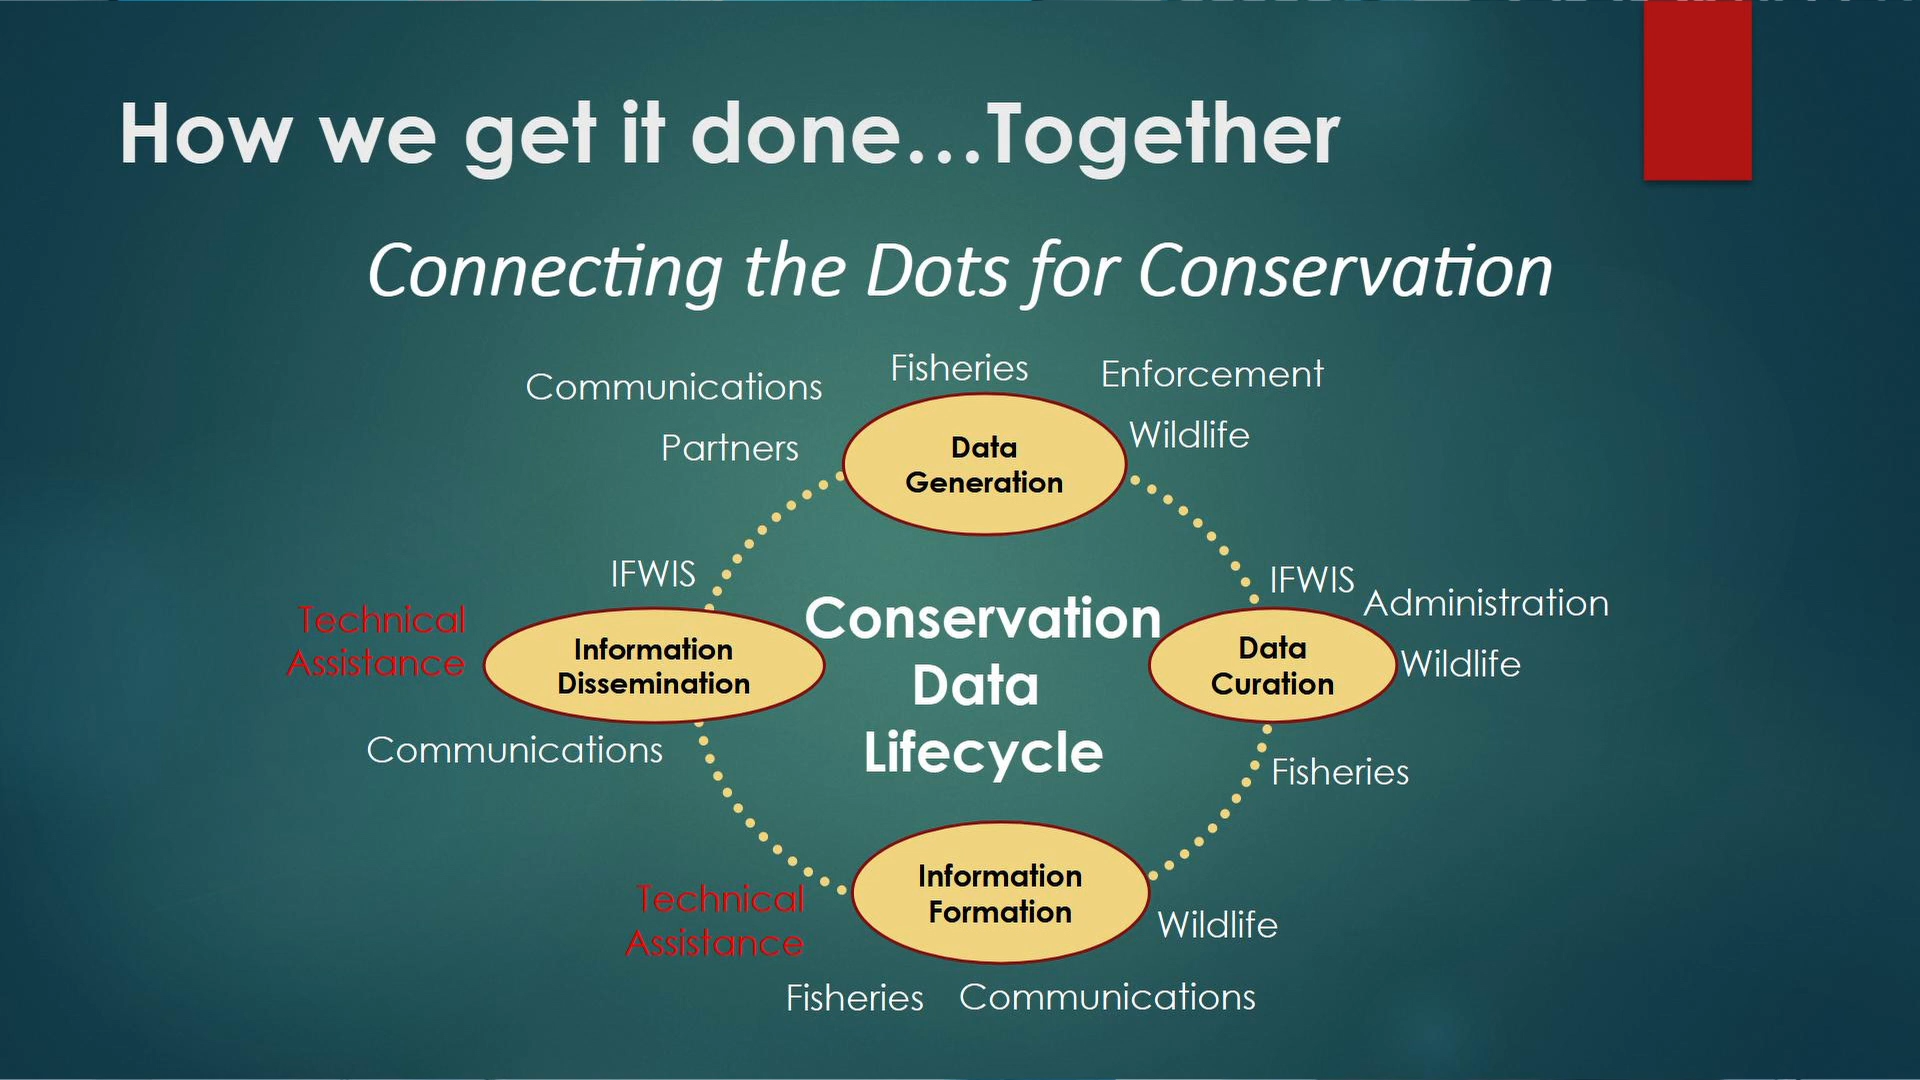 How we get it done...Together
Connecting the Dots for Conservation
Communications
Fisheries
Enforcement
Partners
Data
Generation
Wildlife
IFWIS
Technical
Assistance
Information
Dissemination
Communications
Conservation
Data
Lifecycle
IFWIS
Administration
Data
Curation
Wildlife
Fisheries
Technical
Assistance
Information
Formation
Wildlife
Fisheries
Communications